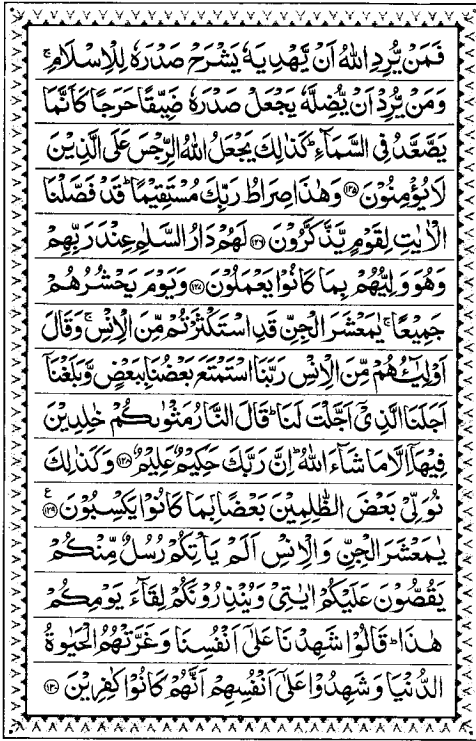 فَمَنْ يُّرِدِ اللّٰهُ اَنْ يَّهْدِيَهٗ يَشْرَحْ صَدْرَهٗ لِلْاِسْلَامِ ۚ
وَمَنْ يُّرِدْ اَنْ يُّضِلَّهٗ يَجْعَلْ صَدْرَهٗ ضَيِّقًا حَرَجًا كَاَنَّمَا
يَصَّعَّدُ فِى السَّمَآءِ ؕ كَذٰلِكَ يَجْعَلُ اللّٰهُ الرِّجْسَ عَلَى الَّذِيْنَ
لَا يُؤْمِنُوْنَ ﴿۱۲۵﴾ وَهٰذَا صِرَاطُ رَبِّكَ مُسْتَقِيْمًا ؕ قَدْ فَصَّلْنَا
الْاٰيٰتِ لِقَوْمٍ يَّذَّكَّرُوْنَ ﴿۱۲۶﴾ لَهُمْ دَارُ السَّلٰمِ عِنْدَ رَبِّهِمْ
وَهُوَ وَلِيُّهُمْ بِمَا كَانُوْا يَعْمَلُوْنَ ﴿۱۲۷﴾ وَيَوْمَ يَحْشُرُهُمْ
جَمِيْعًا ۚ يٰمَعْشَرَ الْجِنِّ قَدِ اسْتَكْثَرْتُمْ مِّنَ الْاِنْسِ ۚ وَقَالَ
اَوْلِيٰٓـُٔهُمْ مِّنَ الْاِنْسِ رَبَّنَا اسْتَمْتَعَ بَعْضُنَا بِبَعْضٍ وَّبَلَغْنَاۤ
اَجَلَنَا الَّذِىْۤ اَجَّلْتَ لَنَا ؕ قَالَ النَّارُ مَثْوٰىكُمْ خٰلِدِيْنَ
فِيْهَاۤ اِلَّا مَا شَآءَ اللّٰهُ ؕ اِنَّ رَبَّكَ حَكِيْمٌ عَلِيْمٌ ﴿۱۲۸﴾ وَكَذٰلِكَ
نُوَلِّىْ بَعْضَ الظّٰلِمِيْنَ بَعْضًۢا بِمَا كَانُوْا يَكْسِبُوْنَ ﴿۱۲۹﴾ ع
يٰمَعْشَرَ الْجِنِّ وَالْاِنْسِ اَلَمْ يَاْتِكُمْ رُسُلٌ مِّنْكُمْ
يَقُصُّوْنَ عَلَيْكُمْ اٰيٰتِىْ وَيُنْذِرُوْنَكُمْ لِقَآءَ يَوْمِكُمْ
هٰذَا ؕ قَالُوْا شَهِدْنَا عَلٰٓى اَنْفُسِنَا وَغَرَّتْهُمُ الْحَيٰوةُ
الدُّنْيَا وَشَهِدُوْا عَلٰٓى اَنْفُسِهِمْ اَنَّهُمْ كَانُوْا كٰفِرِيْنَ ﴿۱۳۰﴾